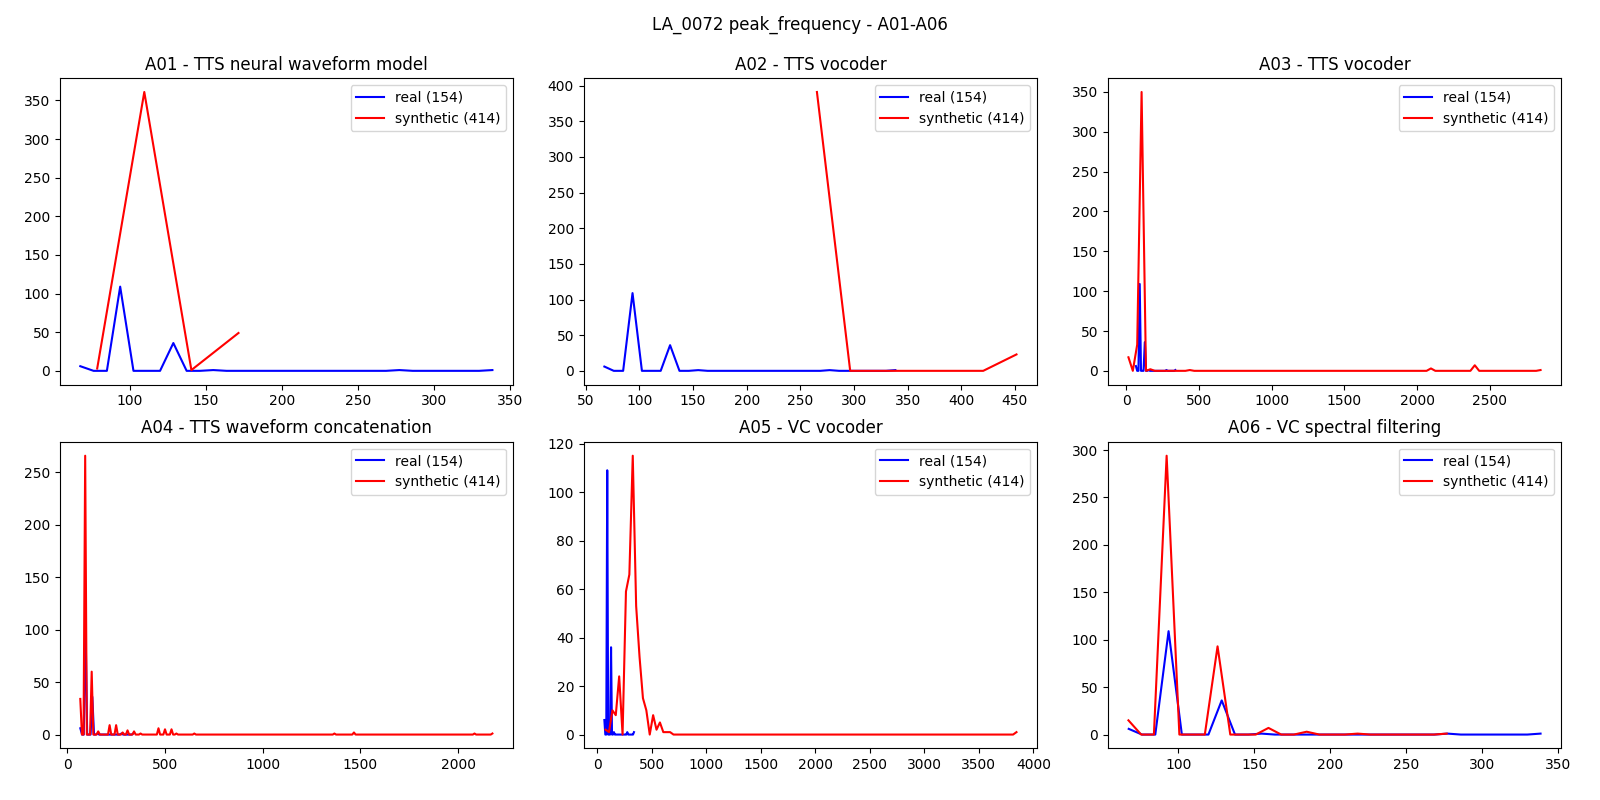 LA_0072 peak_frequency - A01-A06
A01 - TTS neural waveform model
real (154)
synthetic (414)
350
300
250
200
150
100
50
0
100 150 200 250 300 350
A02 - TTS vocoder
real (154)
synthetic (414)
400
350
300
250
200
150
100
50
0
50 100 150 200 250 300 350 400 450
A03 - TTS vocoder
real (154)
synthetic (414)
350
300
250
200
150
100
50
0
0 500 1000 1500 2000 2500
A04 - TTS waveform concatenation
real (154)
synthetic (414)
250
200
150
100
50
0
0 500 1000 1500 2000
A05 - VC vocoder
real (154)
synthetic (414)
120
100
80
60
40
20
0
0 500 1000 1500 2000 2500 3000 3500 4000
A06 - VC spectral filtering
real (154)
synthetic (414)
300
250
200
150
100
50
0
100 150 200 250 300 350